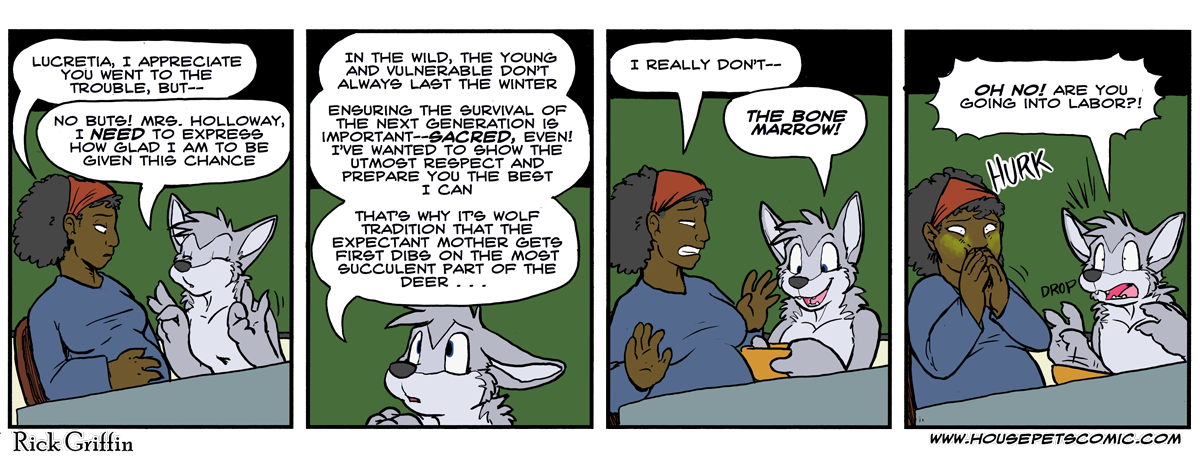 LUCRETIA, I APPRECIATE
YOU WENT TO THE
TROUBLE, BUT--
NO BUTS! MRS. HOLLOWAY,
I NEED TO EXPRESS
HOW GLAD I AM TO BE
GIVEN THIS CHANCE
IN THE WILD, THE YOUNG
AND VULNERABLE DON'T
ALWAYS LAST THE WINTER
ENSURING THE SURVIVAL OF
THE NEXT GENERATION IS
IMPORTANT--SACRED, EVEN!
I'VE WANTED TO SHOW THE
UTMOST RESPECT AND
PREPARE YOU THE BEST
I CAN
THAT'S WHY IT'S WOLF
TRADITION THAT THE
EXPECTANT MOTHER GETS
FIRST DIBS ON THE MOST
SUCCULENT PART OF THE
DEER . . .
I REALLY DON'T--
THE BONE
MARROW!
OH NO! ARE YOU
GOING INTO LABOR?!
HURK
DROP
Rick Griffin
WWW.HOUSEPETSCOMIC.COM